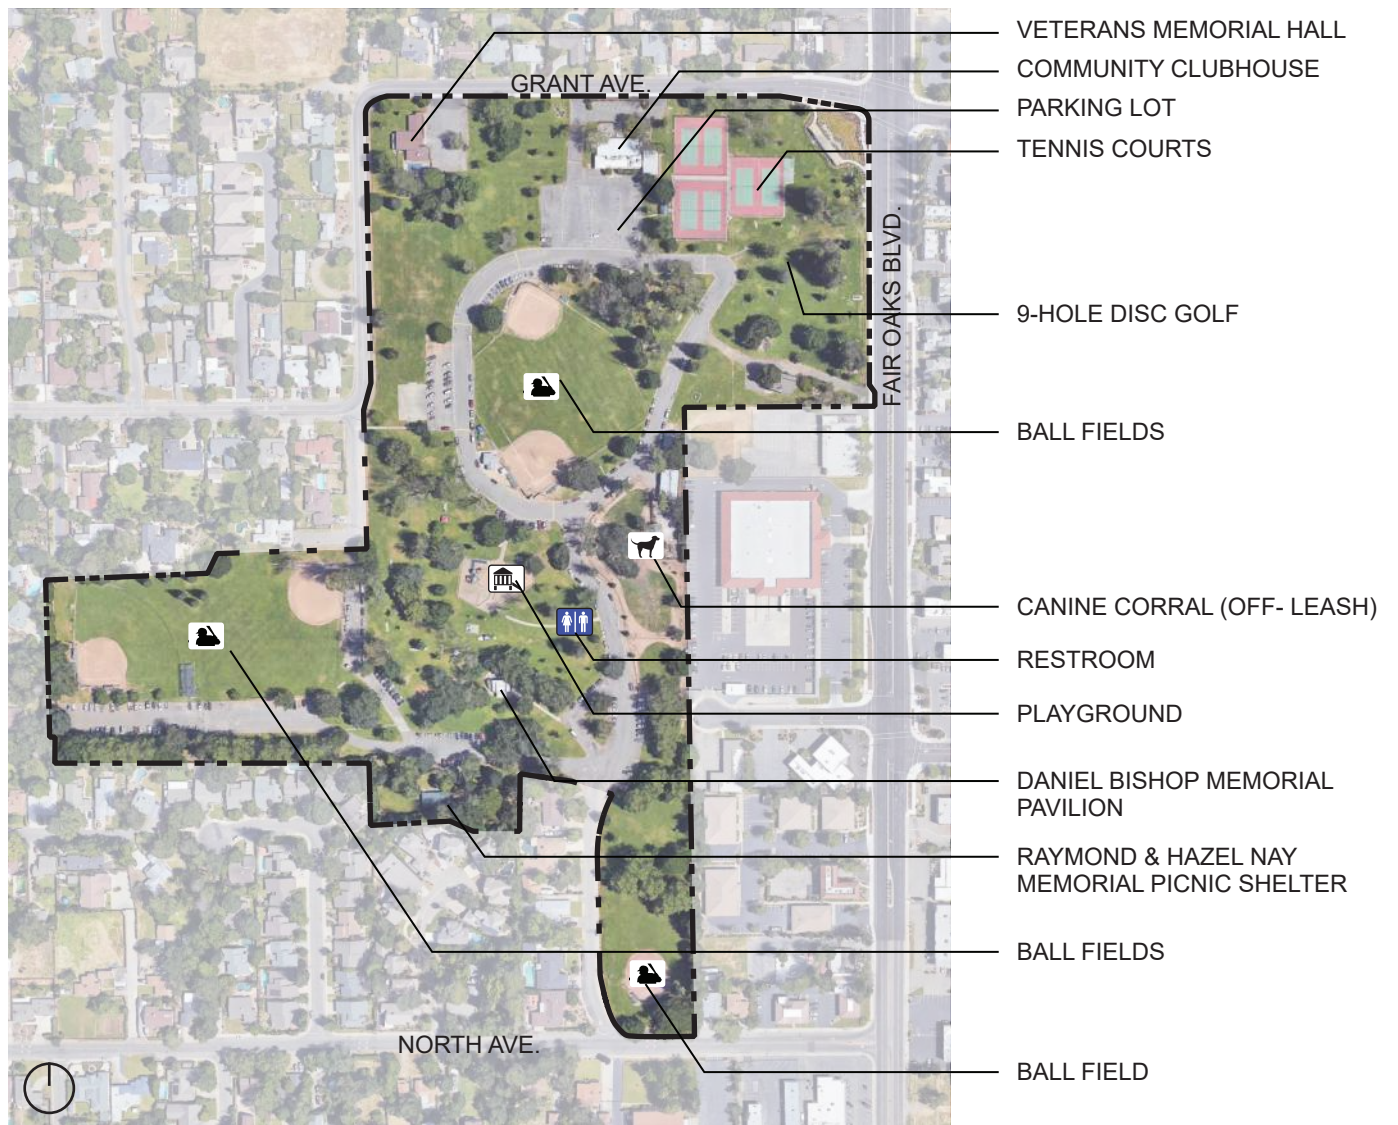 VETERANS MEMORIAL HALL
COMMUNITY CLUBHOUSE
GRANT AVE.
PARKING LOT
TENNIS COURTS
FAIR OAKS BLVD.
9-HOLE DISC GOLF
BALL FIELDS
CANINE CORRAL (OFF- LEASH)
RESTROOM
PLAYGROUND
DANIEL BISHOP MEMORIAL
PAVILION
RAYMOND & HAZEL NAY
MEMORIAL PICNIC SHELTER
BALL FIELDS
NORTH AVE.
BALL FIELD